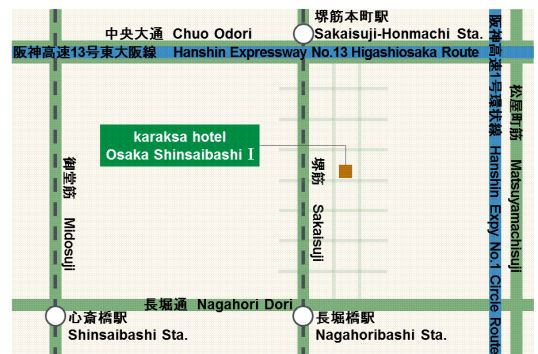 中央大通 Chuo Odori
堺筋本町駅
Sakaisuji-Honmachi Sta.
阪神高速13号東大阪線 Hanshin Expressway No.13 Higashiosaka Route
阪神高速1号環状線 Hanshin Expy No.1 Circle Route
松屋町筋 Matsuyamachisuji
karaksa hotel
Osaka Shinsaibashi I
御堂筋 Midosuji
堺筋 Sakaisuji
長堀通 Nagahori Dori
心斎橋駅
Shinsaibashi Sta.
長堀橋駅
Nagahoribashi Sta.